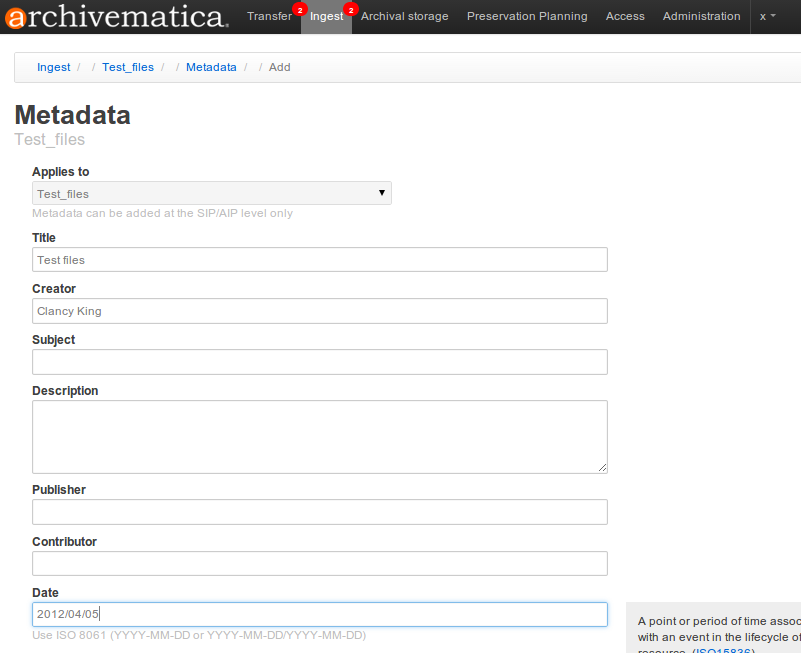 archivematica.
Transfer 2 Ingest 2 Archival storage Preservation Planning Access Administration x
Ingest / / Test_files / / Metadata / / Add
Metadata
Test_files
Applies to
Test_files
Metadata can be added at the SIP/AIP level only
Title
Test files
Creator
Clancy King
Subject
Description
Publisher
Contributor
Date
2012/04/05
Use ISO 8061 (YYYY-MM-DD or YYYY-MM-DD/YYYY-MM-DD)
A point or period of time assoc
with an event in the lifecycle of
resource. (ISO15836)